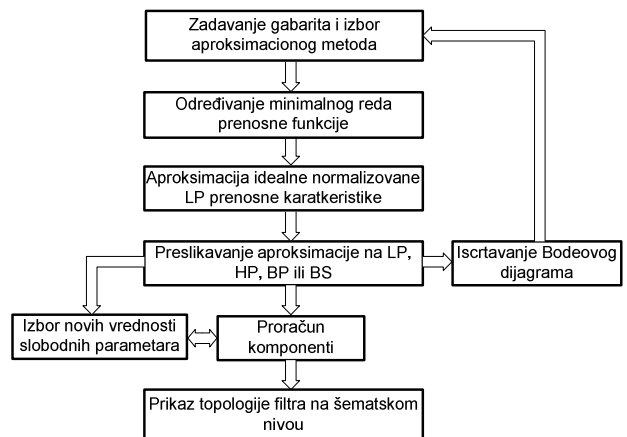 Zadavanje gabarita i izbor
aproksimacionog metoda
Određivanje minimalnog reda
prenosne funkcije
Aproksimacija idealne normalizovane
LP prenosne karatkeristike
Preslikavanje aproksimacije na LP,
HP, BP ili BS
Iscrtavanje Bodeovog
dijagrama
Izbor novih vrednosti
slobodnih parametara
Proračun
komponenti
Prikaz topologije filtra na šematskom
nivou